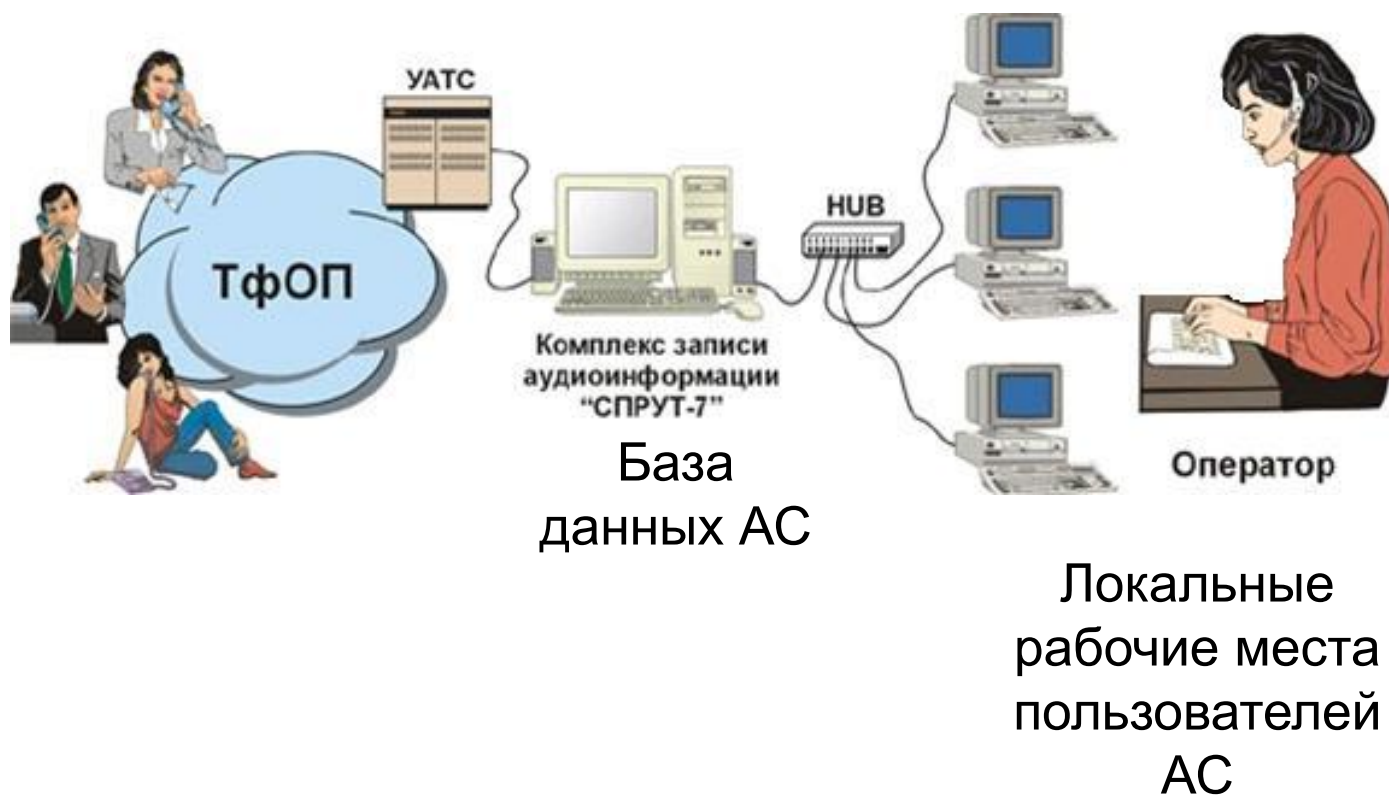 УАТС
ТфОП
HUB
Комплекс записи
аудиоинформации
“СПРУТ-7”
База
данных АС
Оператор
Локальные
рабочие места
пользователей
АС